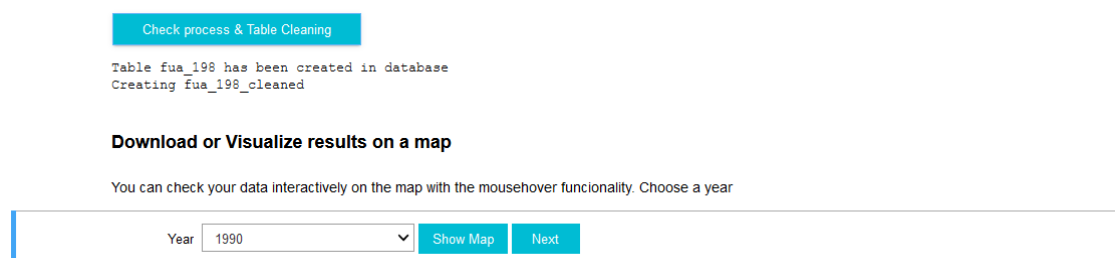 Check process & Table Cleaning
Table fua_198 has been created in database
Creating fua_198_cleaned
Download or Visualize results on a map
You can check your data interactively on the map with the mousehover funcionality. Choose a year
Year 1990 Show Map Next